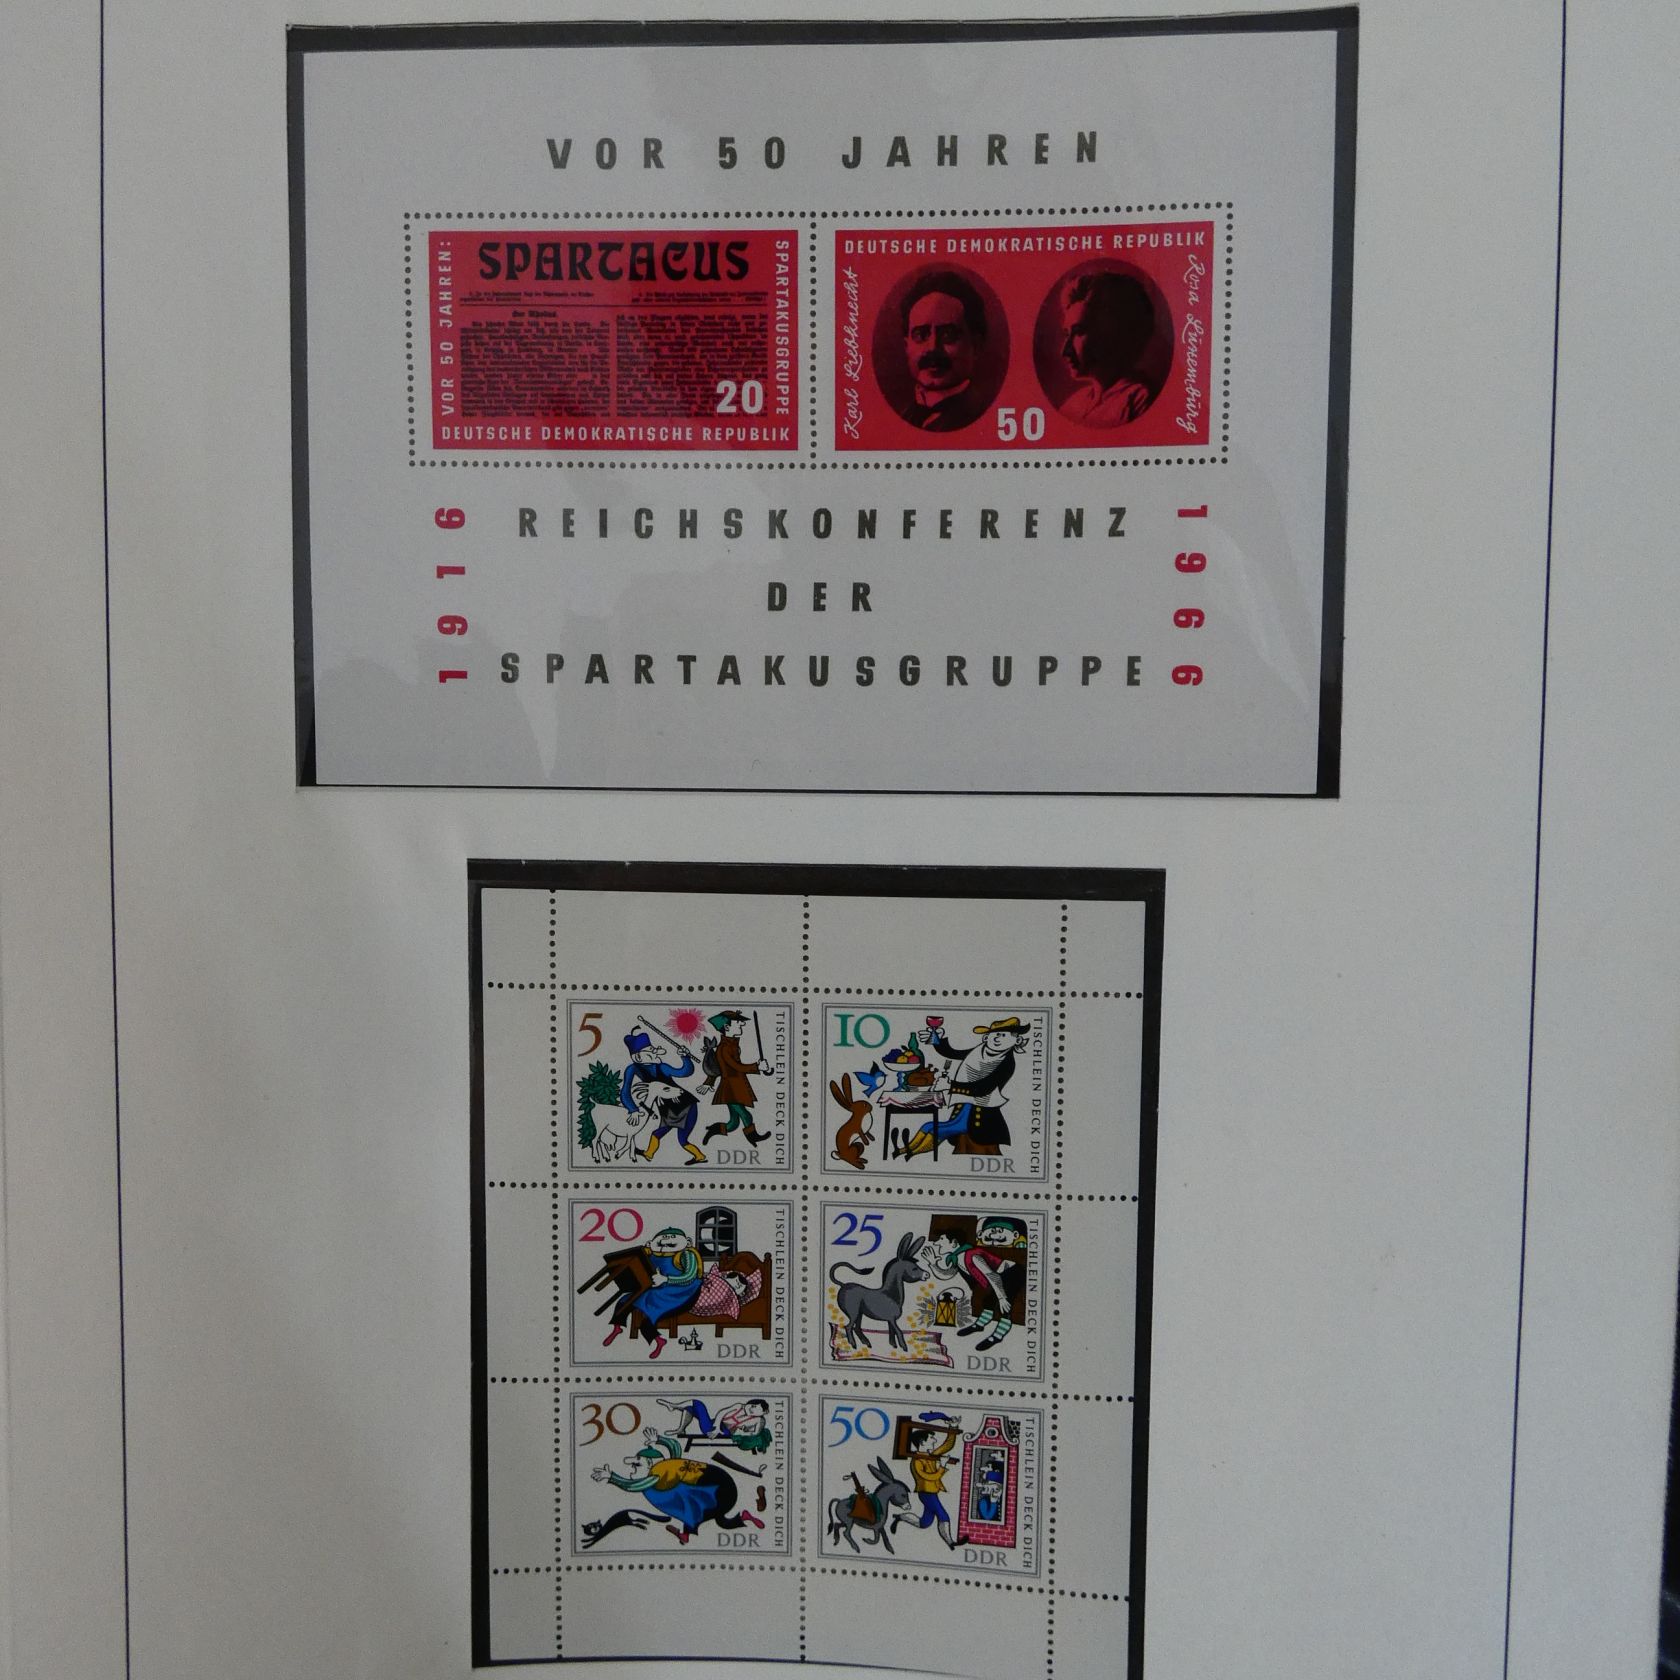 VOR 50 JAHREN
VOR 50 JAHREN:
SPARTACUS
SPARTAKUSGRUPPE
20
DEUTSCHE DEMOKRATISCHE REPUBLIK
DEUTSCHE DEMOKRATISCHE REPUBLIK
Karl Liebknecht
Rosa Luxemburg
50
1916
REICHSKONFERENZ
DER
SPARTAKUSGRUPPE
1966
5
TISCHLEIN DECK DICH
DDR
10
TISCHLEIN DECK DICH
DDR
20
TISCHLEIN DECK DICH
DDR
25
TISCHLEIN DECK DICH
DDR
30
TISCHLEIN DECK DICH
DDR
50
TISCHLEIN DECK DICH
DDR